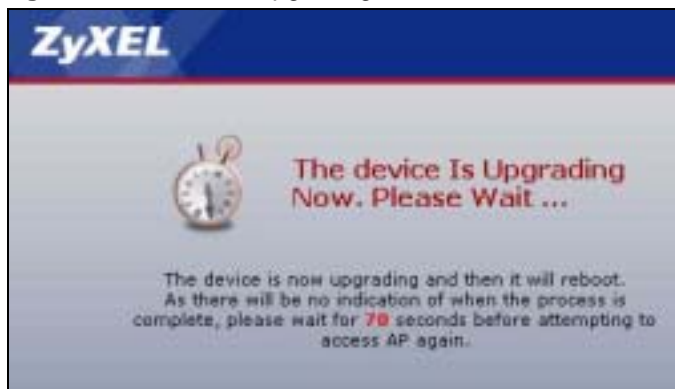 ZyXEL
The device Is Upgrading
Now. Please Wait ...
The device is now upgrading and then it will reboot.
As there will be no indication of when the process is
complete, please wait for 70 seconds before attempting to
access AP again.